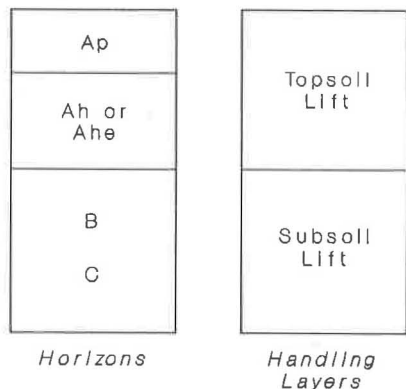 Ap
Ah or
Ahe
B
C
Horizons
Topsoil
Lift
Subsoil
Lift
Handling
Layers